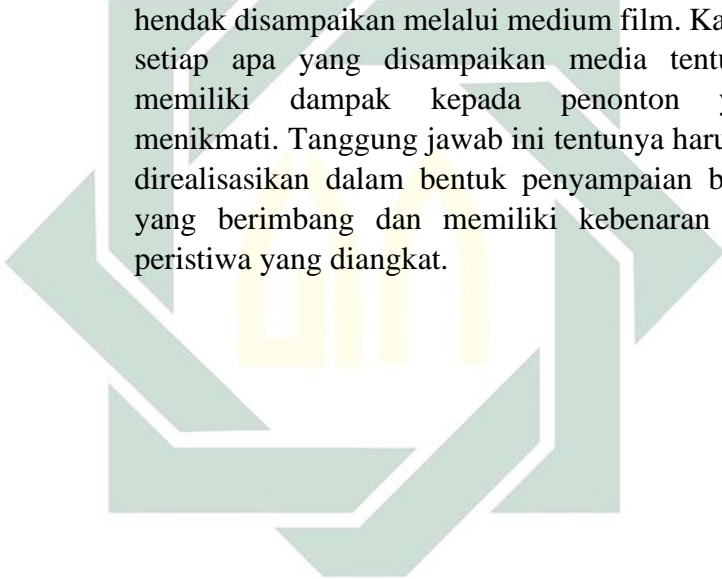 hendak disampaikan melalui medium film. Ka
setiap apa yang disampaikan media tentu
memiliki dampak kepada penonton y
menikmati. Tanggung jawab ini tentunya haru
direalisasikan dalam bentuk penyampaian b
yang berimbang dan memiliki kebenaran
peristiwa yang diangkat.